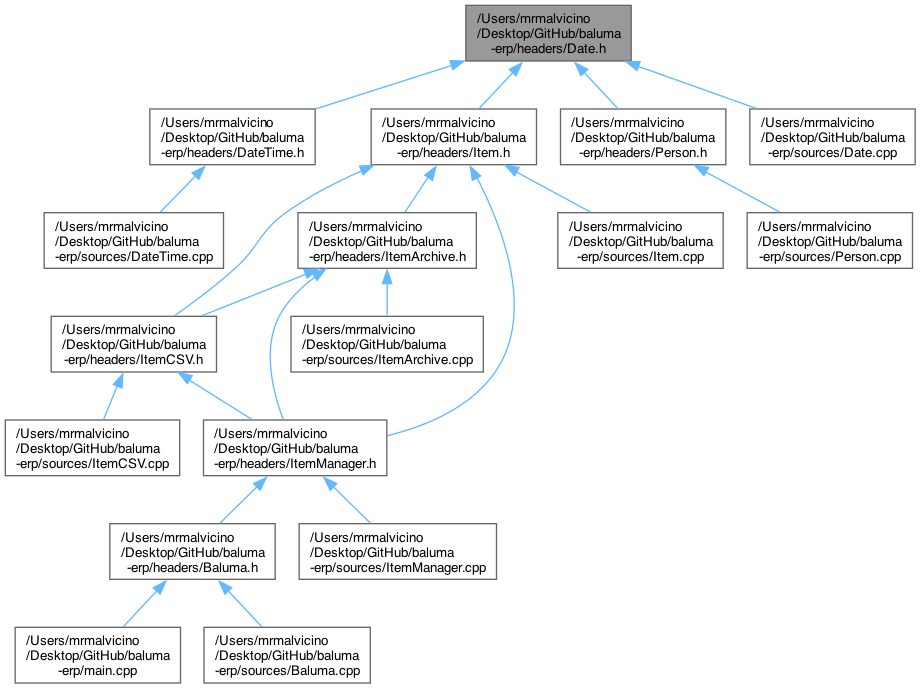 /Users/mrmalvicino
/Desktop/GitHub/baluma
-erp/headers/Date.h
/Users/mrmalvicino
/Desktop/GitHub/baluma
-erp/headers/DateTime.h
/Users/mrmalvicino
/Desktop/GitHub/baluma
-erp/headers/Item.h
/Users/mrmalvicino
/Desktop/GitHub/baluma
-erp/headers/Person.h
/Users/mrmalvicino
/Desktop/GitHub/baluma
-erp/sources/Date.cpp
/Users/mrmalvicino
/Desktop/GitHub/baluma
-erp/sources/DateTime.cpp
/Users/mrmalvicino
/Desktop/GitHub/baluma
-erp/headers/ItemArchive.h
/Users/mrmalvicino
/Desktop/GitHub/baluma
-erp/sources/Item.cpp
/Users/mrmalvicino
/Desktop/GitHub/baluma
-erp/sources/Person.cpp
/Users/mrmalvicino
/Desktop/GitHub/baluma
-erp/headers/ItemCSV.h
/Users/mrmalvicino
/Desktop/GitHub/baluma
-erp/sources/ItemArchive.cpp
/Users/mrmalvicino
/Desktop/GitHub/baluma
-erp/sources/ItemCSV.cpp
/Users/mrmalvicino
/Desktop/GitHub/baluma
-erp/headers/ItemManager.h
/Users/mrmalvicino
/Desktop/GitHub/baluma
-erp/headers/Baluma.h
/Users/mrmalvicino
/Desktop/GitHub/baluma
-erp/sources/ItemManager.cpp
/Users/mrmalvicino
/Desktop/GitHub/baluma
-erp/main.cpp
/Users/mrmalvicino
/Desktop/GitHub/baluma
-erp/sources/Baluma.cpp